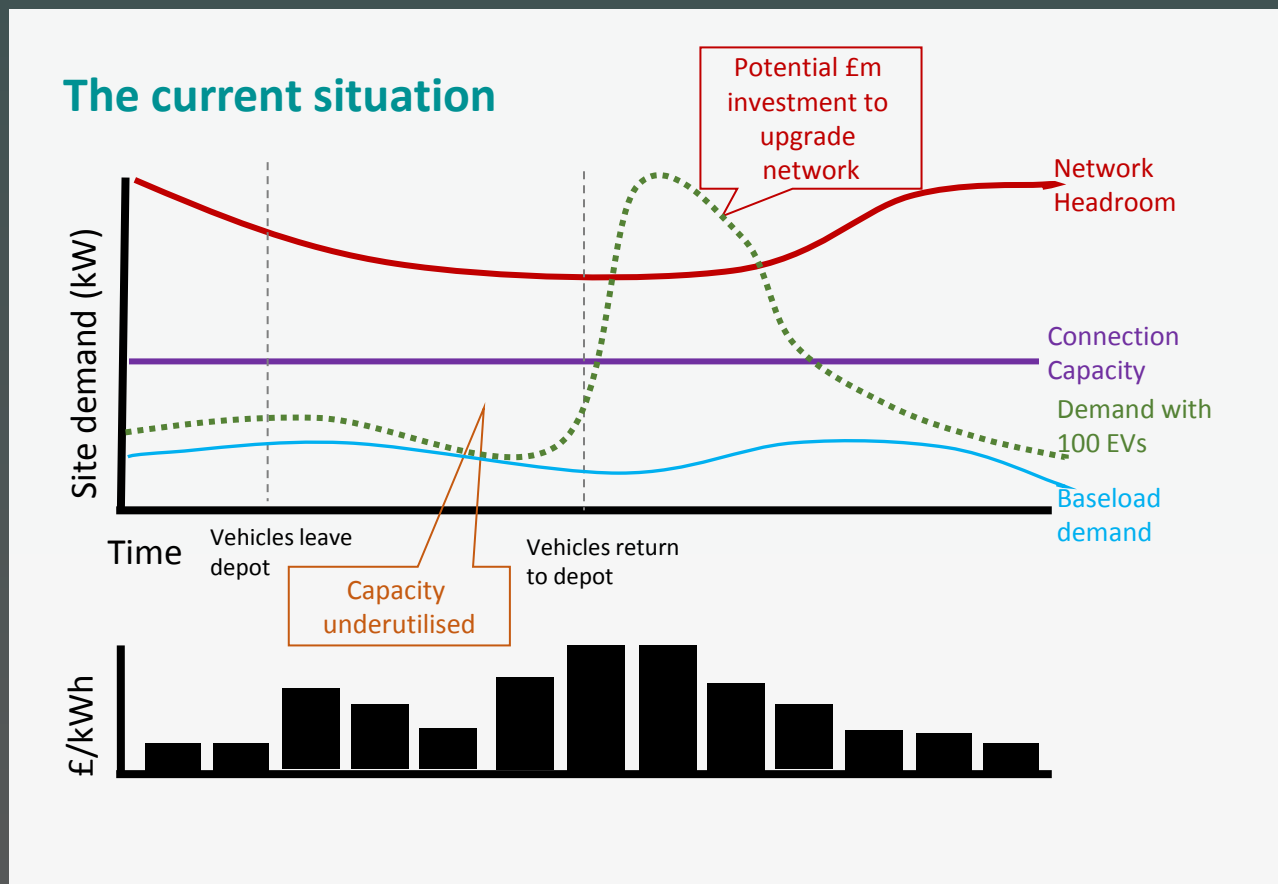 The current situation
Potential £m
investment to
upgrade
network
Network
Headroom
Site demand (kW)
Connection
Capacity
Demand with
100 EVs
Baseload
demand
Time
Vehicles leave
depot
Vehicles return
to depot
Capacity
underutilised
£/kWh